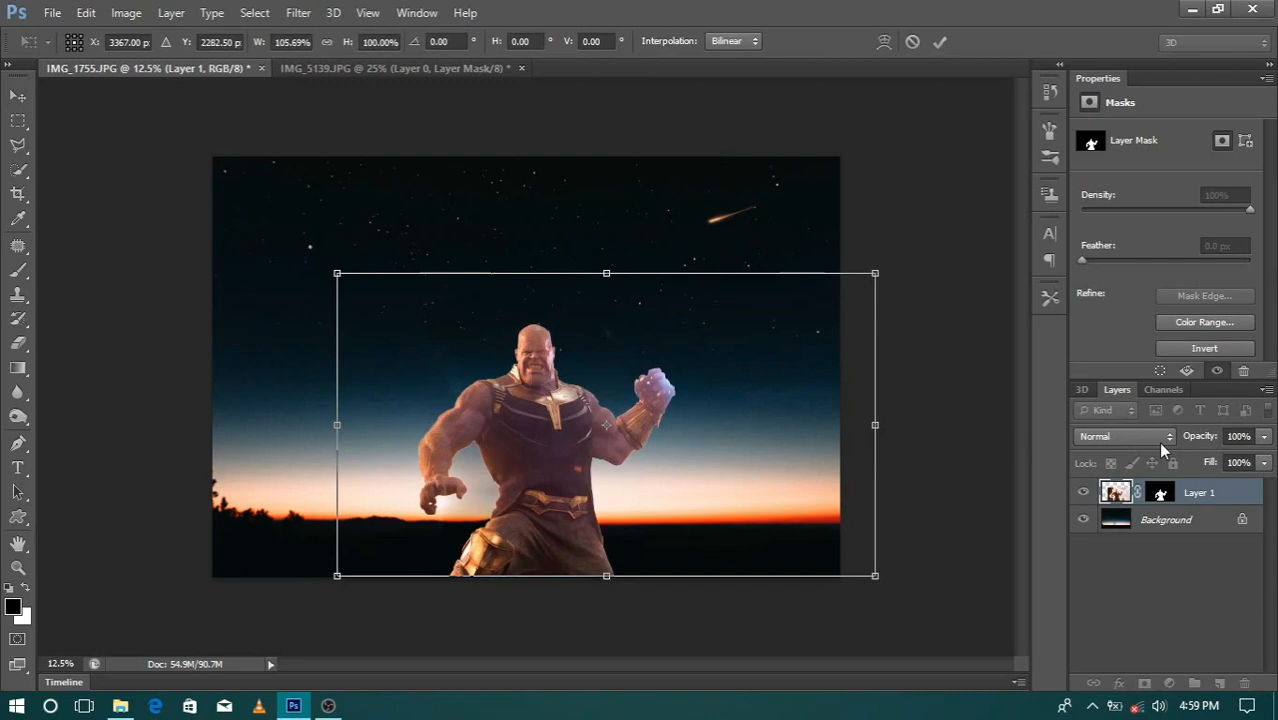 Ps File Edit Image Layer Type Select Filter 3D View Window Help
X: 3367.00 px Y: 2282.50 px W: 105.69% H: 100.00% 0.00 ° H: 0.00 ° V: 0.00 ° Interpolation: Bilinear 3D
IMG_1755.JPG @ 12.5% (Layer 1, RGB/8) * × IMG_5139.JPG @ 25% (Layer 0, Layer Mask/8) * ×
Properties
Masks
Layer Mask
Density: 100%
Feather: 0.0 px
Refine: Mask Edge...
Color Range...
Invert
3D Layers Channels
Kind
Normal Opacity: 100%
Lock: Fill: 100%
Layer 1
Background
12.5% Doc: 54.9M/90.7M
Timeline
Ps 4:59 PM